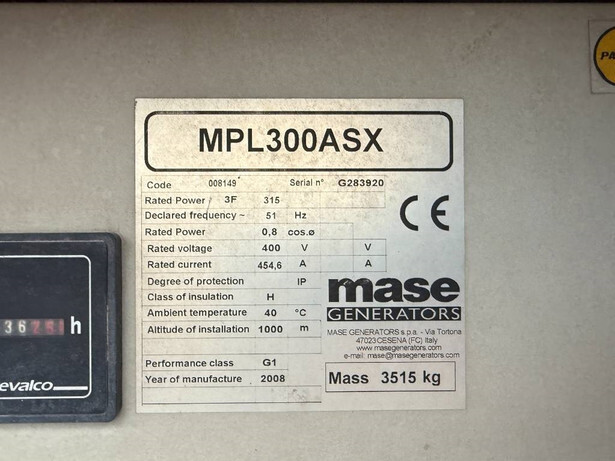 MPL300ASX
Code 008149 Serial n° G283920
Rated Power / 3F 315
Declared frequency ~ 51 Hz
Rated Power 0,8 cos.ø
Rated voltage 400 V V
Rated current 454,6 A A
Degree of protection IP
Class of insulation H
Ambient temperature 40 °C
Altitude of installation 1000 m
Performance class G1
Year of manufacture 2008
CE
mase
GENERATORS
MASE GENERATORS s.p.a. - Via Tortona
47023 CESENA (FC) Italy
www.masegenerators.com
e-mail: mase@masegenerators.com
Mass 3515 kg
h